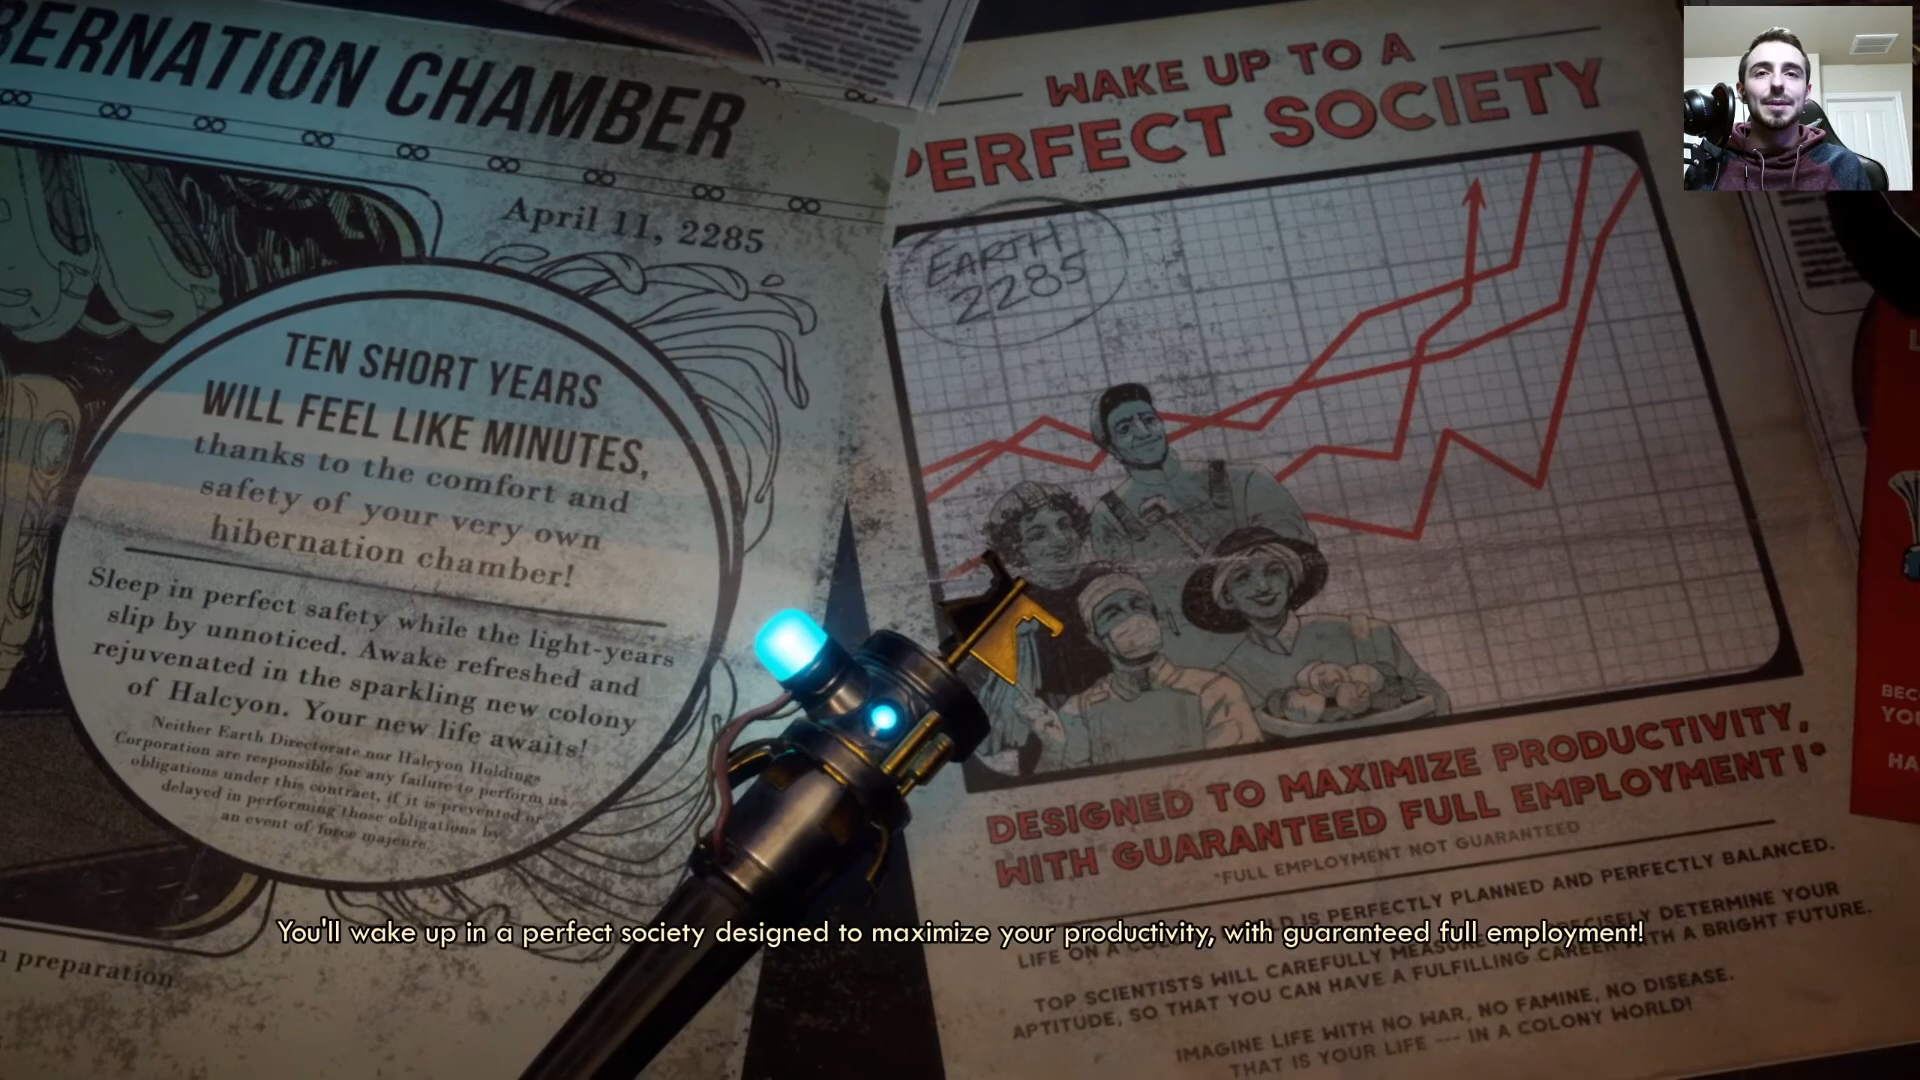 BERNATION CHAMBER
April 11, 2285
TEN SHORT YEARS
WILL FEEL LIKE MINUTES,
thanks to the comfort and
safety of your very own
hibernation chamber!
Sleep in perfect safety while the light-years
slip by unnoticed. Awake refreshed and
rejuvenated in the sparkling new colony
of Halcyon. Your new life awaits!
Neither Earth Directorate nor Halcyon Holdings
Corporation are responsible for any failure to perform its
obligations under this contract, if it is prevented or
delayed in performing those obligations by
an event of force majeure.
preparation
WAKE UP TO A
PERFECT SOCIETY
EARTH
2285
DESIGNED TO MAXIMIZE PRODUCTIVITY,
WITH GUARANTEED FULL EMPLOYMENT!*
*FULL EMPLOYMENT NOT GUARANTEED
LIFE ON A IS PERFECTLY PLANNED AND PERFECTLY BALANCED.
TOP SCIENTISTS WILL CAREFULLY MEASURE PRECISELY DETERMINE YOUR
APTITUDE, SO THAT YOU CAN HAVE A FULFILLING CAREER WITH A BRIGHT FUTURE.
IMAGINE LIFE WITH NO WAR, NO FAMINE, NO DISEASE.
THAT IS YOUR LIFE --- IN A COLONY WORLD!
BEC
YOU
HA
You'll wake up in a perfect society designed to maximize your productivity, with guaranteed full employment!